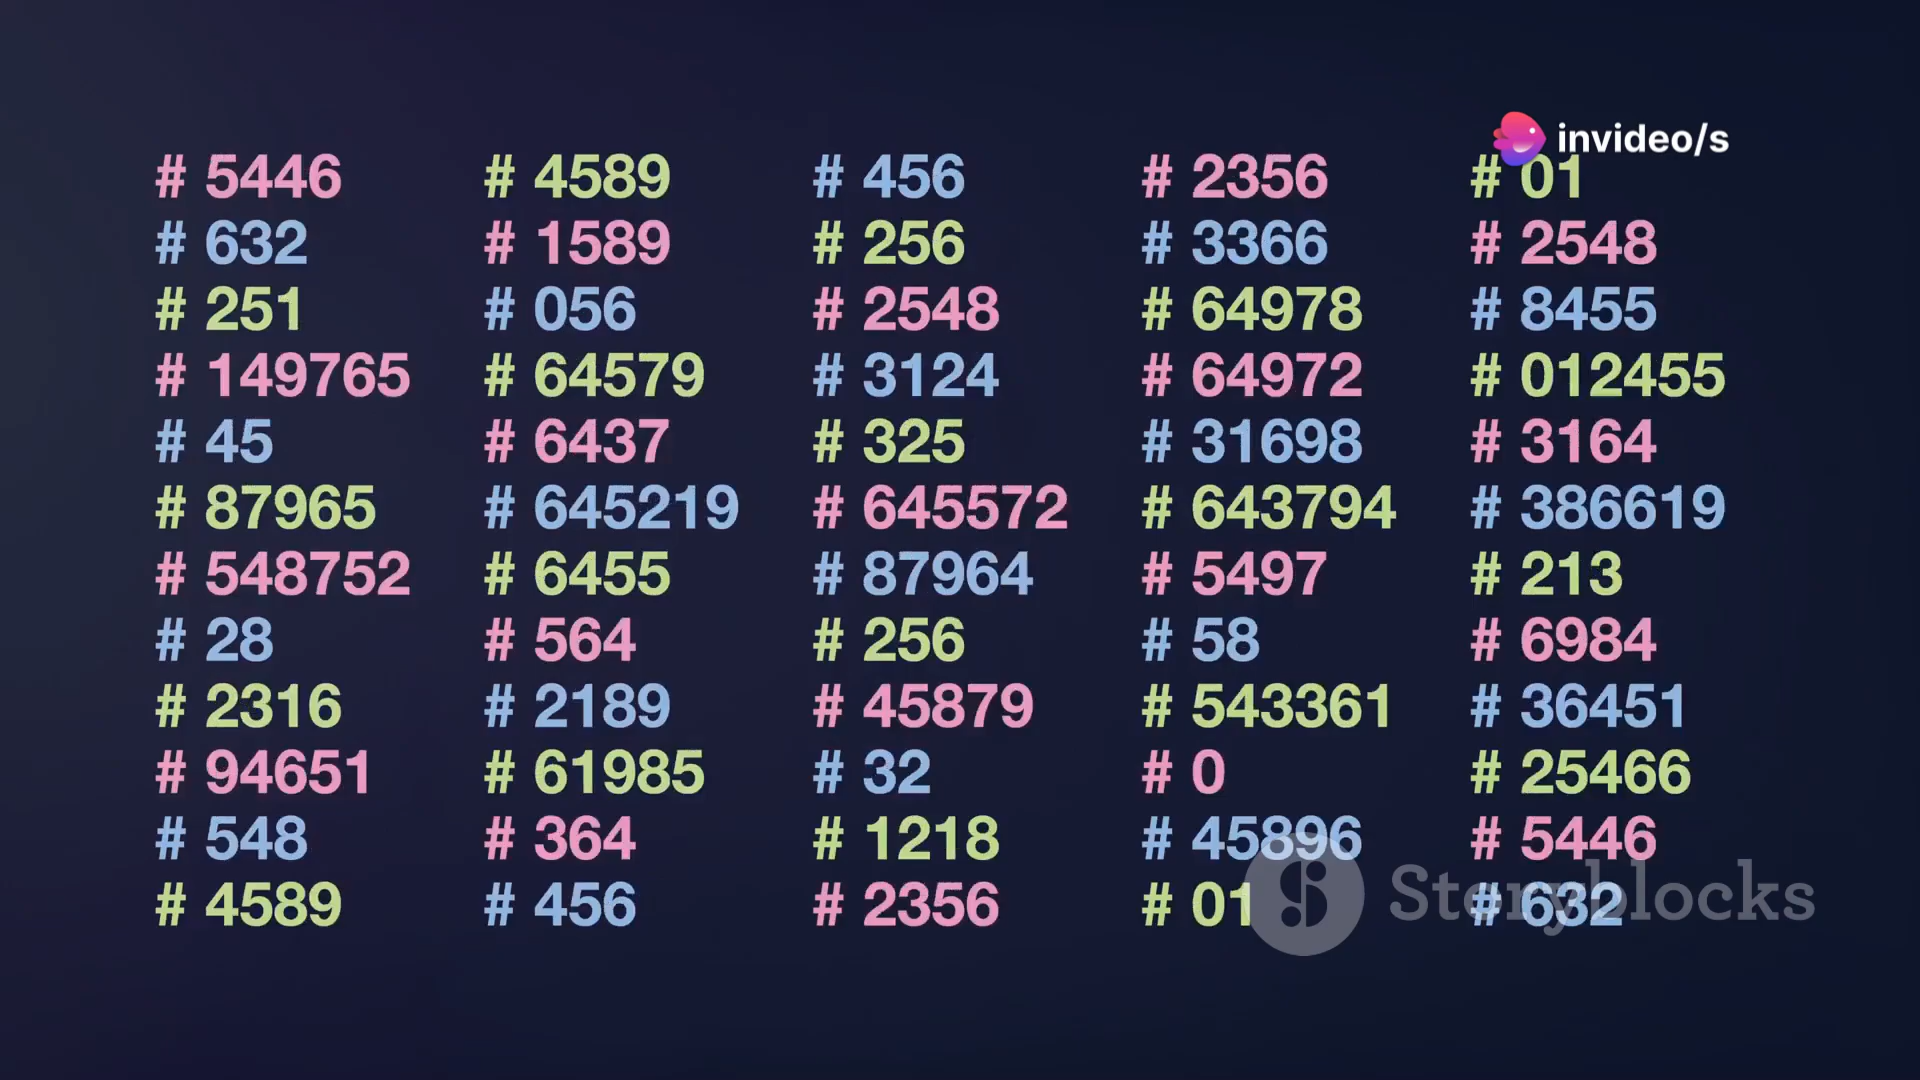 invideo/s
# 5446 # 4589 # 456 # 2356 # 01
# 632 # 1589 # 256 # 3366 # 2548
# 251 # 056 # 2548 # 64978 # 8455
# 149765 # 64579 # 3124 # 64972 # 012455
# 45 # 6437 # 325 # 31698 # 3164
# 87965 # 645219 # 645572 # 643794 # 386619
# 548752 # 6455 # 87964 # 5497 # 213
# 28 # 564 # 256 # 58 # 6984
# 2316 # 2189 # 45879 # 543361 # 36451
# 94651 # 61985 # 32 # 0 # 25466
# 548 # 364 # 1218 # 45896 # 5446
# 4589 # 456 # 2356 # 01 # 632
Storyblocks